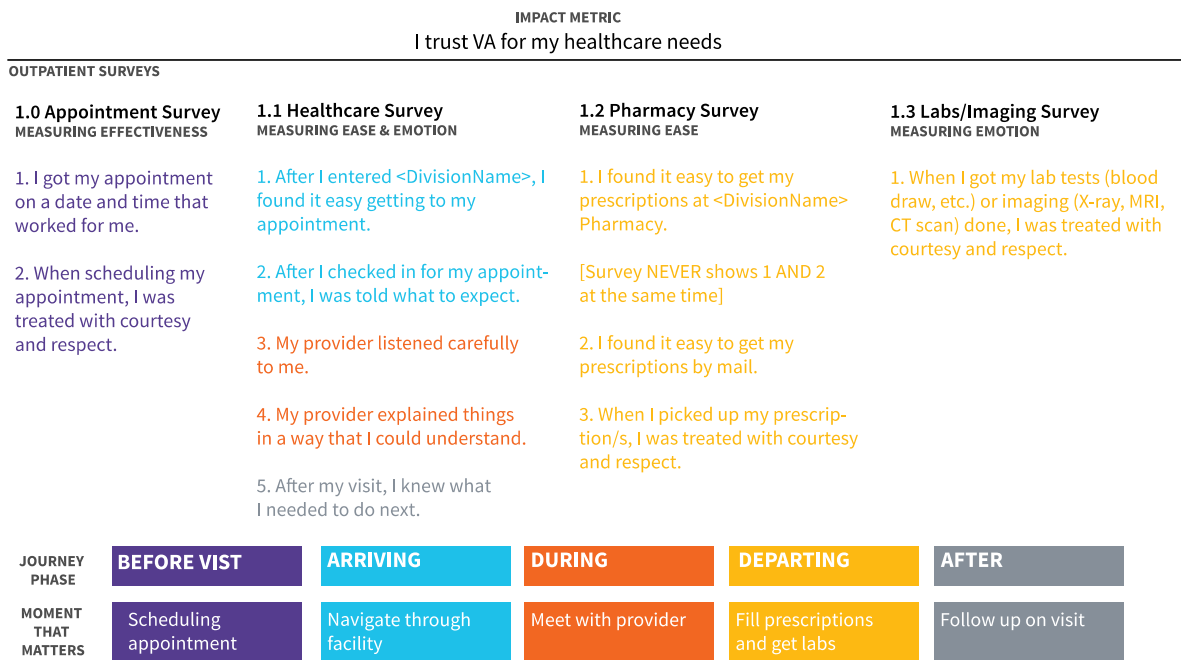 IMPACT METRIC
I trust VA for my healthcare needs
OUTPATIENT SURVEYS
1.0 Appointment Survey
MEASURING EFFECTIVENESS
1. I got my appointment
on a date and time that
worked for me.
2. When scheduling my
appointment, I was
treated with courtesy
and respect.
1.1 Healthcare Survey
MEASURING EASE & EMOTION
1. After I entered <DivisionName>, I
found it easy getting to my
appointment.
2. After I checked in for my appoint-
ment, I was told what to expect.
3. My provider listened carefully
to me.
4. My provider explained things
in a way that I could understand.
5. After my visit, I knew what
I needed to do next.
1.2 Pharmacy Survey
MEASURING EASE
1. I found it easy to get my
prescriptions at <DivisionName>
Pharmacy.
[Survey NEVER shows 1 AND 2
at the same time]
2. I found it easy to get my
prescriptions by mail.
3. When I picked up my prescrip-
tion/s, I was treated with courtesy
and respect.
1.3 Labs/Imaging Survey
MEASURING EMOTION
1. When I got my lab tests (blood
draw, etc.) or imaging (X-ray, MRI,
CT scan) done, I was treated with
courtesy and respect.
JOURNEY
PHASE
BEFORE VIST
ARRIVING
DURING
DEPARTING
AFTER
MOMENT
THAT
MATTERS
Scheduling
appointment
Navigate through
facility
Meet with provider
Fill prescriptions
and get labs
Follow up on visit